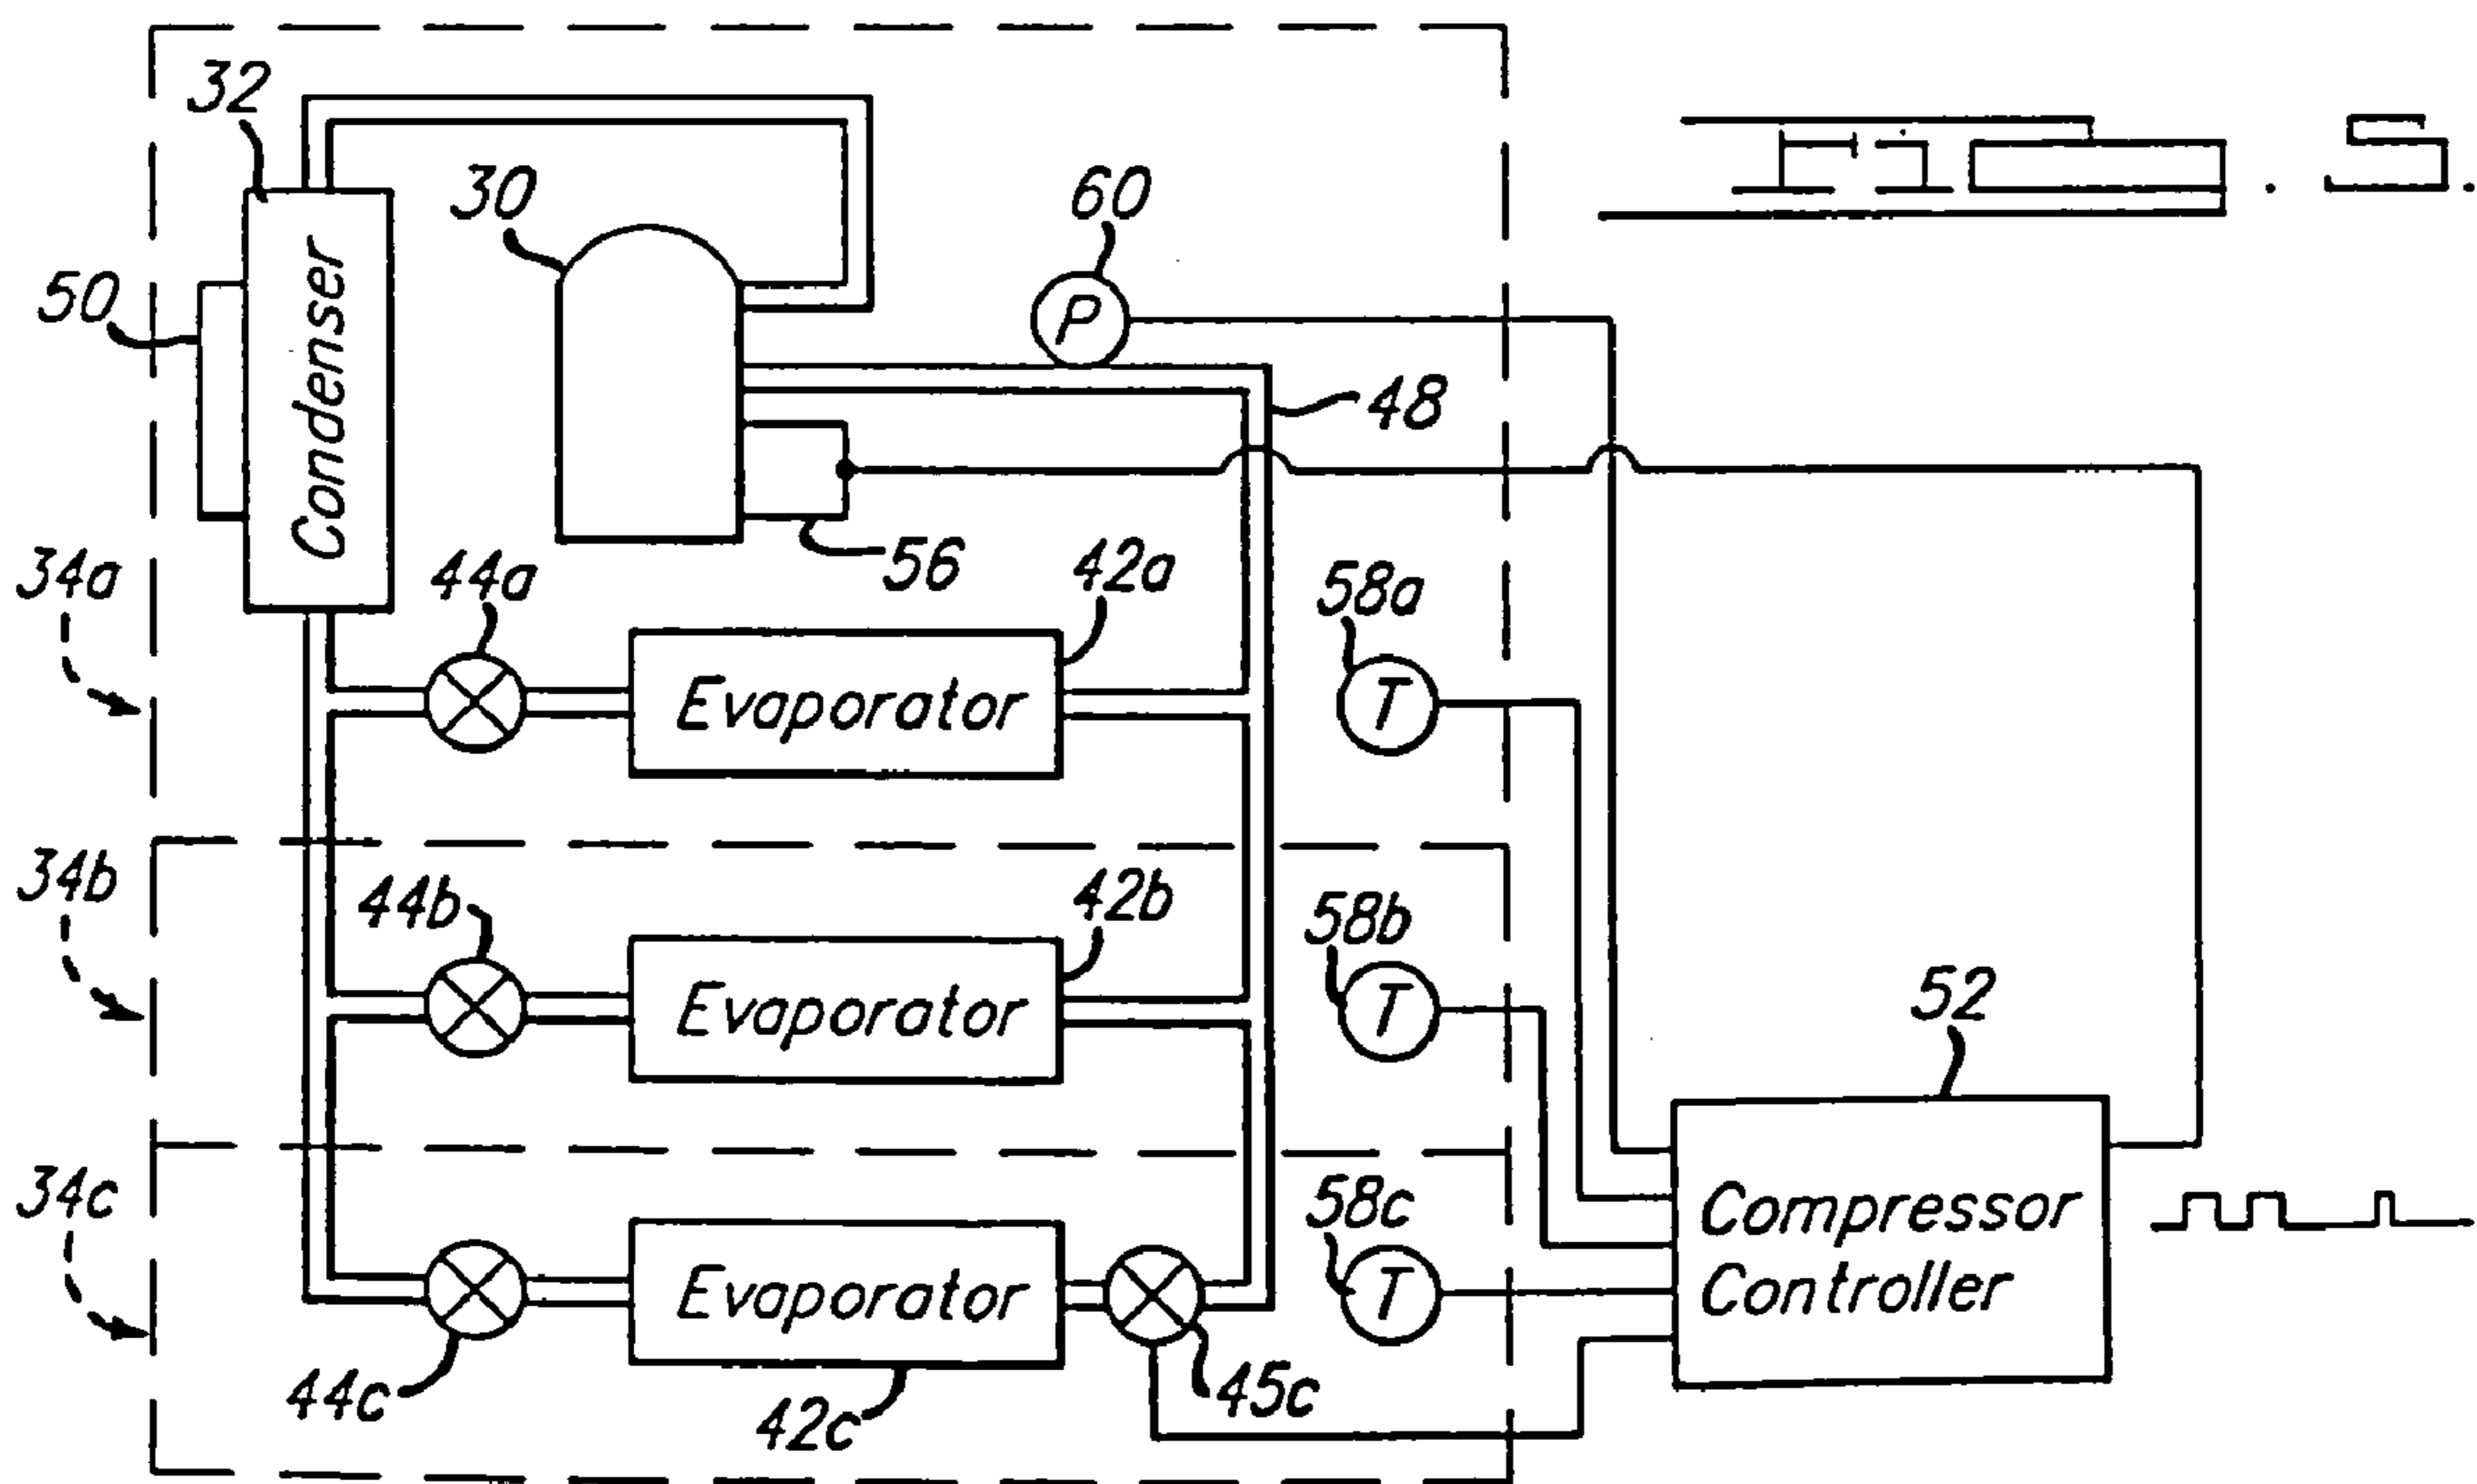 32
FIG. 5.
30
60
P
50
Condenser
48
56
34a
44a
42a
58a
Evaporator
T
34b
44b
42b
58b
Evaporator
T
52
34c
58c
Compressor
Controller
Evaporator
T
44c
42c
45c